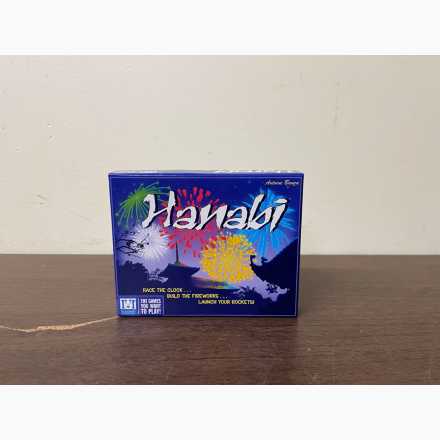 Antoine Bauza
Hanabi
RACE THE CLOCK...
BUILD THE FIREWORKS...
LAUNCH YOUR ROCKETS!
THE GAMES
YOU WANT
TO PLAY!